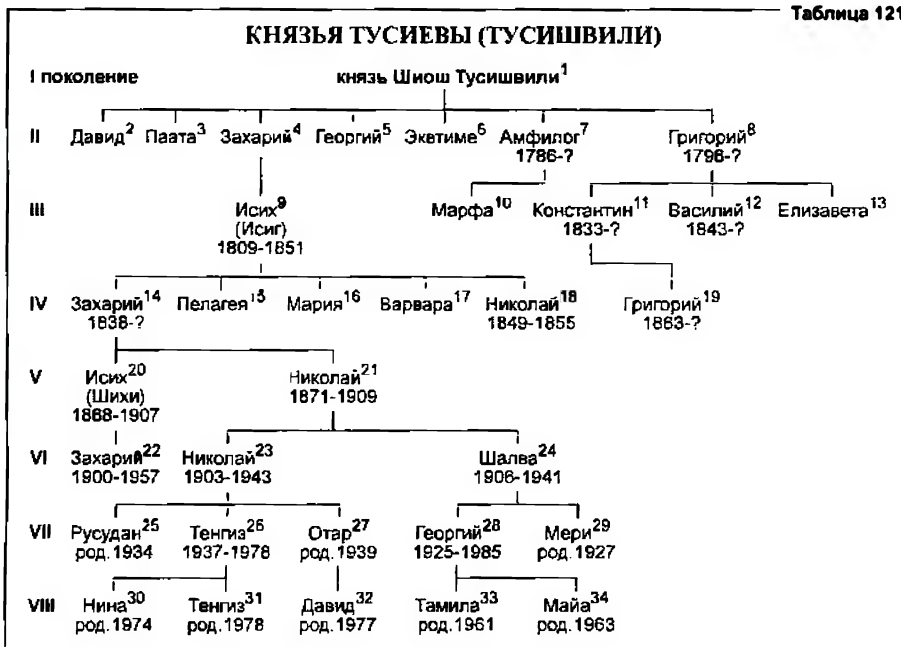 Таблица 121
КНЯЗЬЯ ТУСИЕВЫ (ТУСИШВИЛИ)
I поколение князь Шиош Тусишвили¹
II Давид² Паата³ Захарий⁴ Георгий⁵ Экетиме⁶ Амфилог⁷ Григорий⁸
1786-? 1796-?
III Исих⁹ Марфа¹⁰ Константин¹¹ Василий¹² Елизавета¹³
(Исиг) 1833-? 1843-?
1809-1851
IV Захарий¹⁴ Пелагея¹⁵ Мария¹⁶ Варвара¹⁷ Николай¹⁸ Григорий¹⁹
1838-? 1849-1855 1863-?
V Исих²⁰ Николай²¹
(Шихи) 1871-1909
1868-1907
VI Захарий²² Николай²³ Шалва²⁴
1900-1957 1903-1943 1906-1941
VII Русудан²⁵ Тенгиз²⁶ Отар²⁷ Георгий²⁸ Мери²⁹
род.1934 1937-1978 род.1939 1925-1985 род.1927
VIII Нина³⁰ Тенгиз³¹ Давид³² Тамила³³ Майа³⁴
род.1974 род.1978 род.1977 род.1961 род.1963